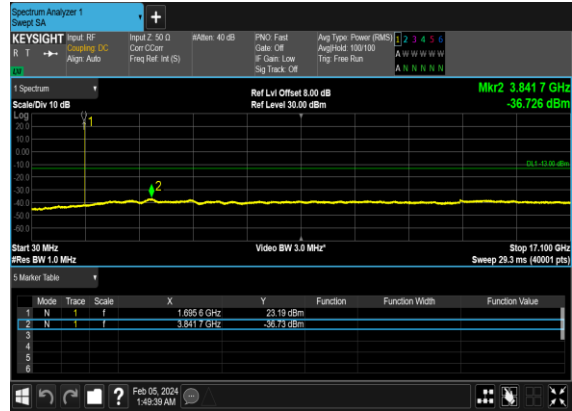 Spectrum Analyzer 1
Swept SA
+
KEYSIGHT Input: RF Input Z: 50 Ω #Atten: 40 dB PNO: Fast Avg Type: Power (RMS) 1 2 3 4 5 6
R T Coupling: DC Corr CCorr Gate: Off Avg|Hold: 100/100 A W W W W W
Align: Auto Freq Ref: Int (S) IF Gain: Low Trig: Free Run
Sig Track: Off A N N N N N
1 Spectrum Ref Lvl Offset 8.00 dB Mkr2 3.841 7 GHz
Scale/Div 10 dB Ref Level 30.00 dBm -36.726 dBm
Log
1
20.0
10.0
0.00
-10.0
DL1 -13.00 dBm
-20.0
-30.0
2
-40.0
-50.0
-60.0
Start 30 MHz Video BW 3.0 MHz* Stop 17.100 GHz
#Res BW 1.0 MHz Sweep 29.3 ms (40001 pts)
5 Marker Table
Mode Trace Scale X Y Function Function Width Function Value
1 N 1 f 1.695 6 GHz 23.19 dBm
2 N 1 f 3.841 7 GHz -36.73 dBm
3
4
5
6
? Feb 05, 2024
1:49:39 AM